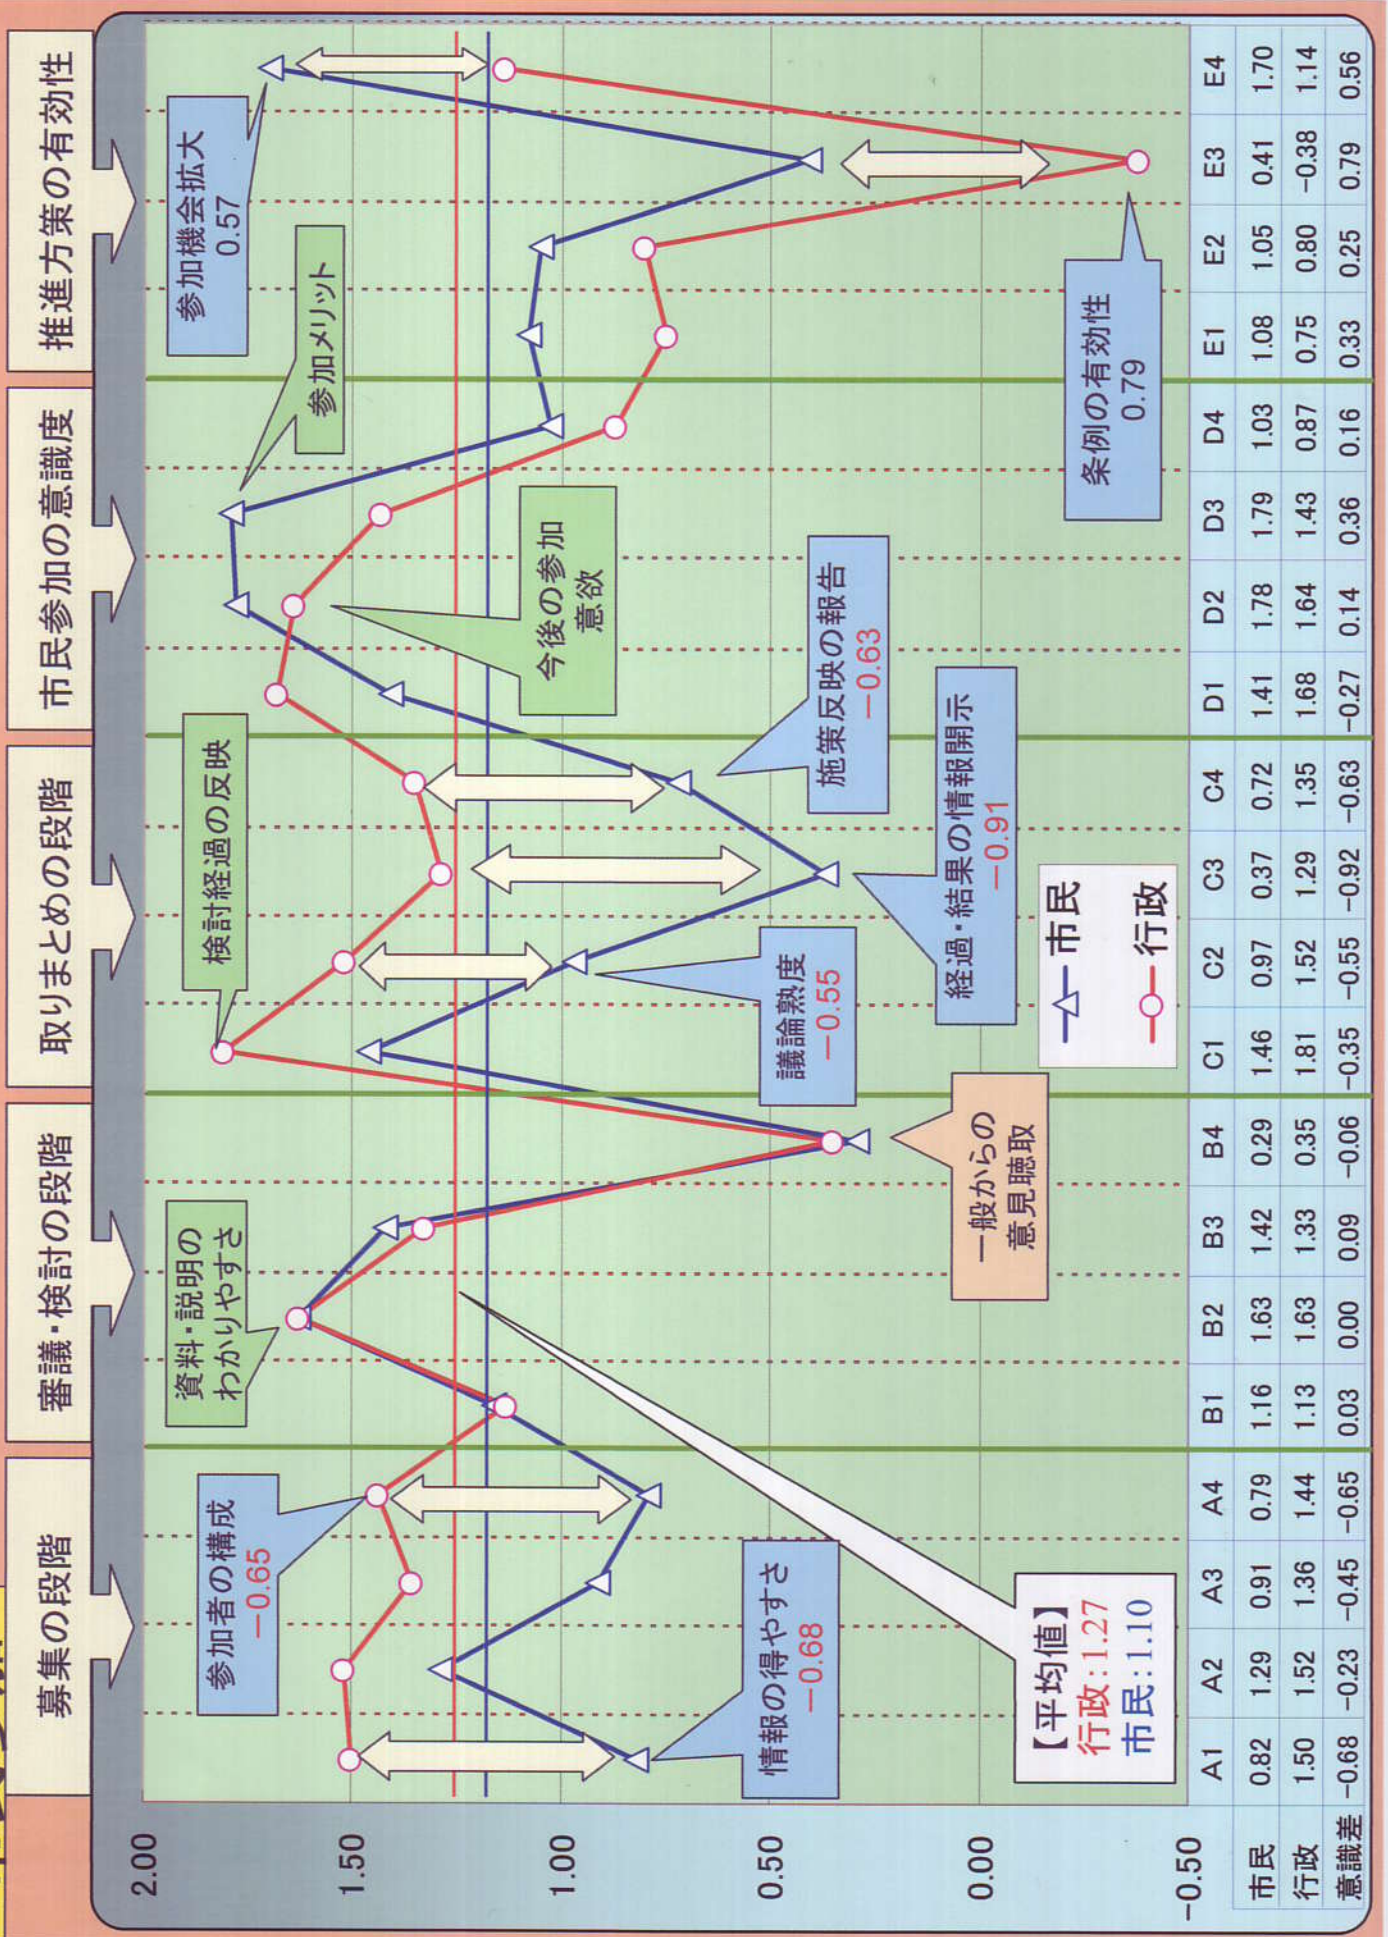 募集の段階
審議・検討の段階
取りまとめの段階
市民参加の意識度
推進方策の有効性
2.00
1.50
1.00
0.50
0.00
−0.50
参加者の構成
−0.65
情報の得やすさ
−0.68
資料・説明の
わかりやすさ
一般からの
意見聴取
検討経過の反映
議論熟度
−0.55
経過・結果の情報開示
−0.91
施策反映の報告
−0.63
今後の参加
意欲
参加メリット
参加機会拡大
0.57
条例の有効性
0.79
【平均値】
行政：1.27
市民：1.10
市民
行政
A1 A2 A3 A4 B1 B2 B3 B4 C1 C2 C3 C4 D1 D2 D3 D4 E1 E2 E3 E4
市民 0.82 1.29 0.91 0.79 1.16 1.63 1.42 0.29 1.46 0.97 0.37 0.72 1.41 1.78 1.79 1.03 1.08 1.05 0.41 1.70
行政 1.50 1.52 1.36 1.44 1.13 1.63 1.33 0.35 1.81 1.52 1.29 1.35 1.68 1.64 1.43 0.87 0.75 0.80 −0.38 1.14
意識差 −0.68 −0.23 −0.45 −0.65 0.03 0.00 0.09 −0.06 −0.35 −0.55 −0.92 −0.63 −0.27 0.14 0.36 0.16 0.33 0.25 0.79 0.56